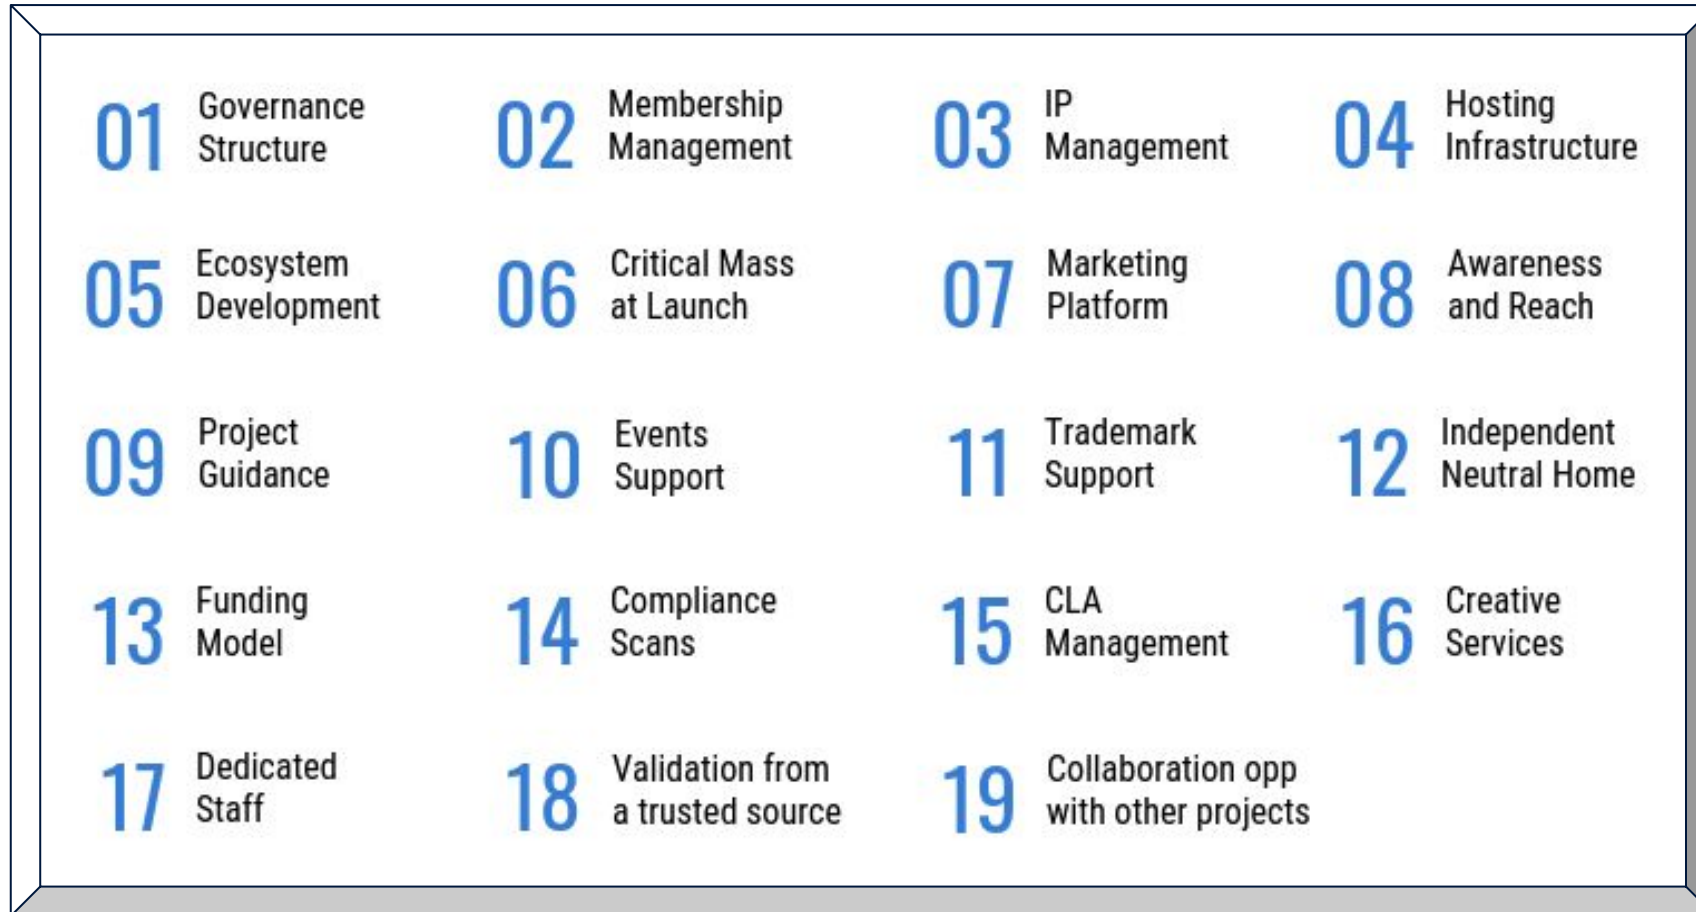 01 Governance
Structure
02 Membership
Management
03 IP
Management
04 Hosting
Infrastructure
05 Ecosystem
Development
06 Critical Mass
at Launch
07 Marketing
Platform
08 Awareness
and Reach
09 Project
Guidance
10 Events
Support
11 Trademark
Support
12 Independent
Neutral Home
13 Funding
Model
14 Compliance
Scans
15 CLA
Management
16 Creative
Services
17 Dedicated
Staff
18 Validation from
a trusted source
19 Collaboration opp
with other projects